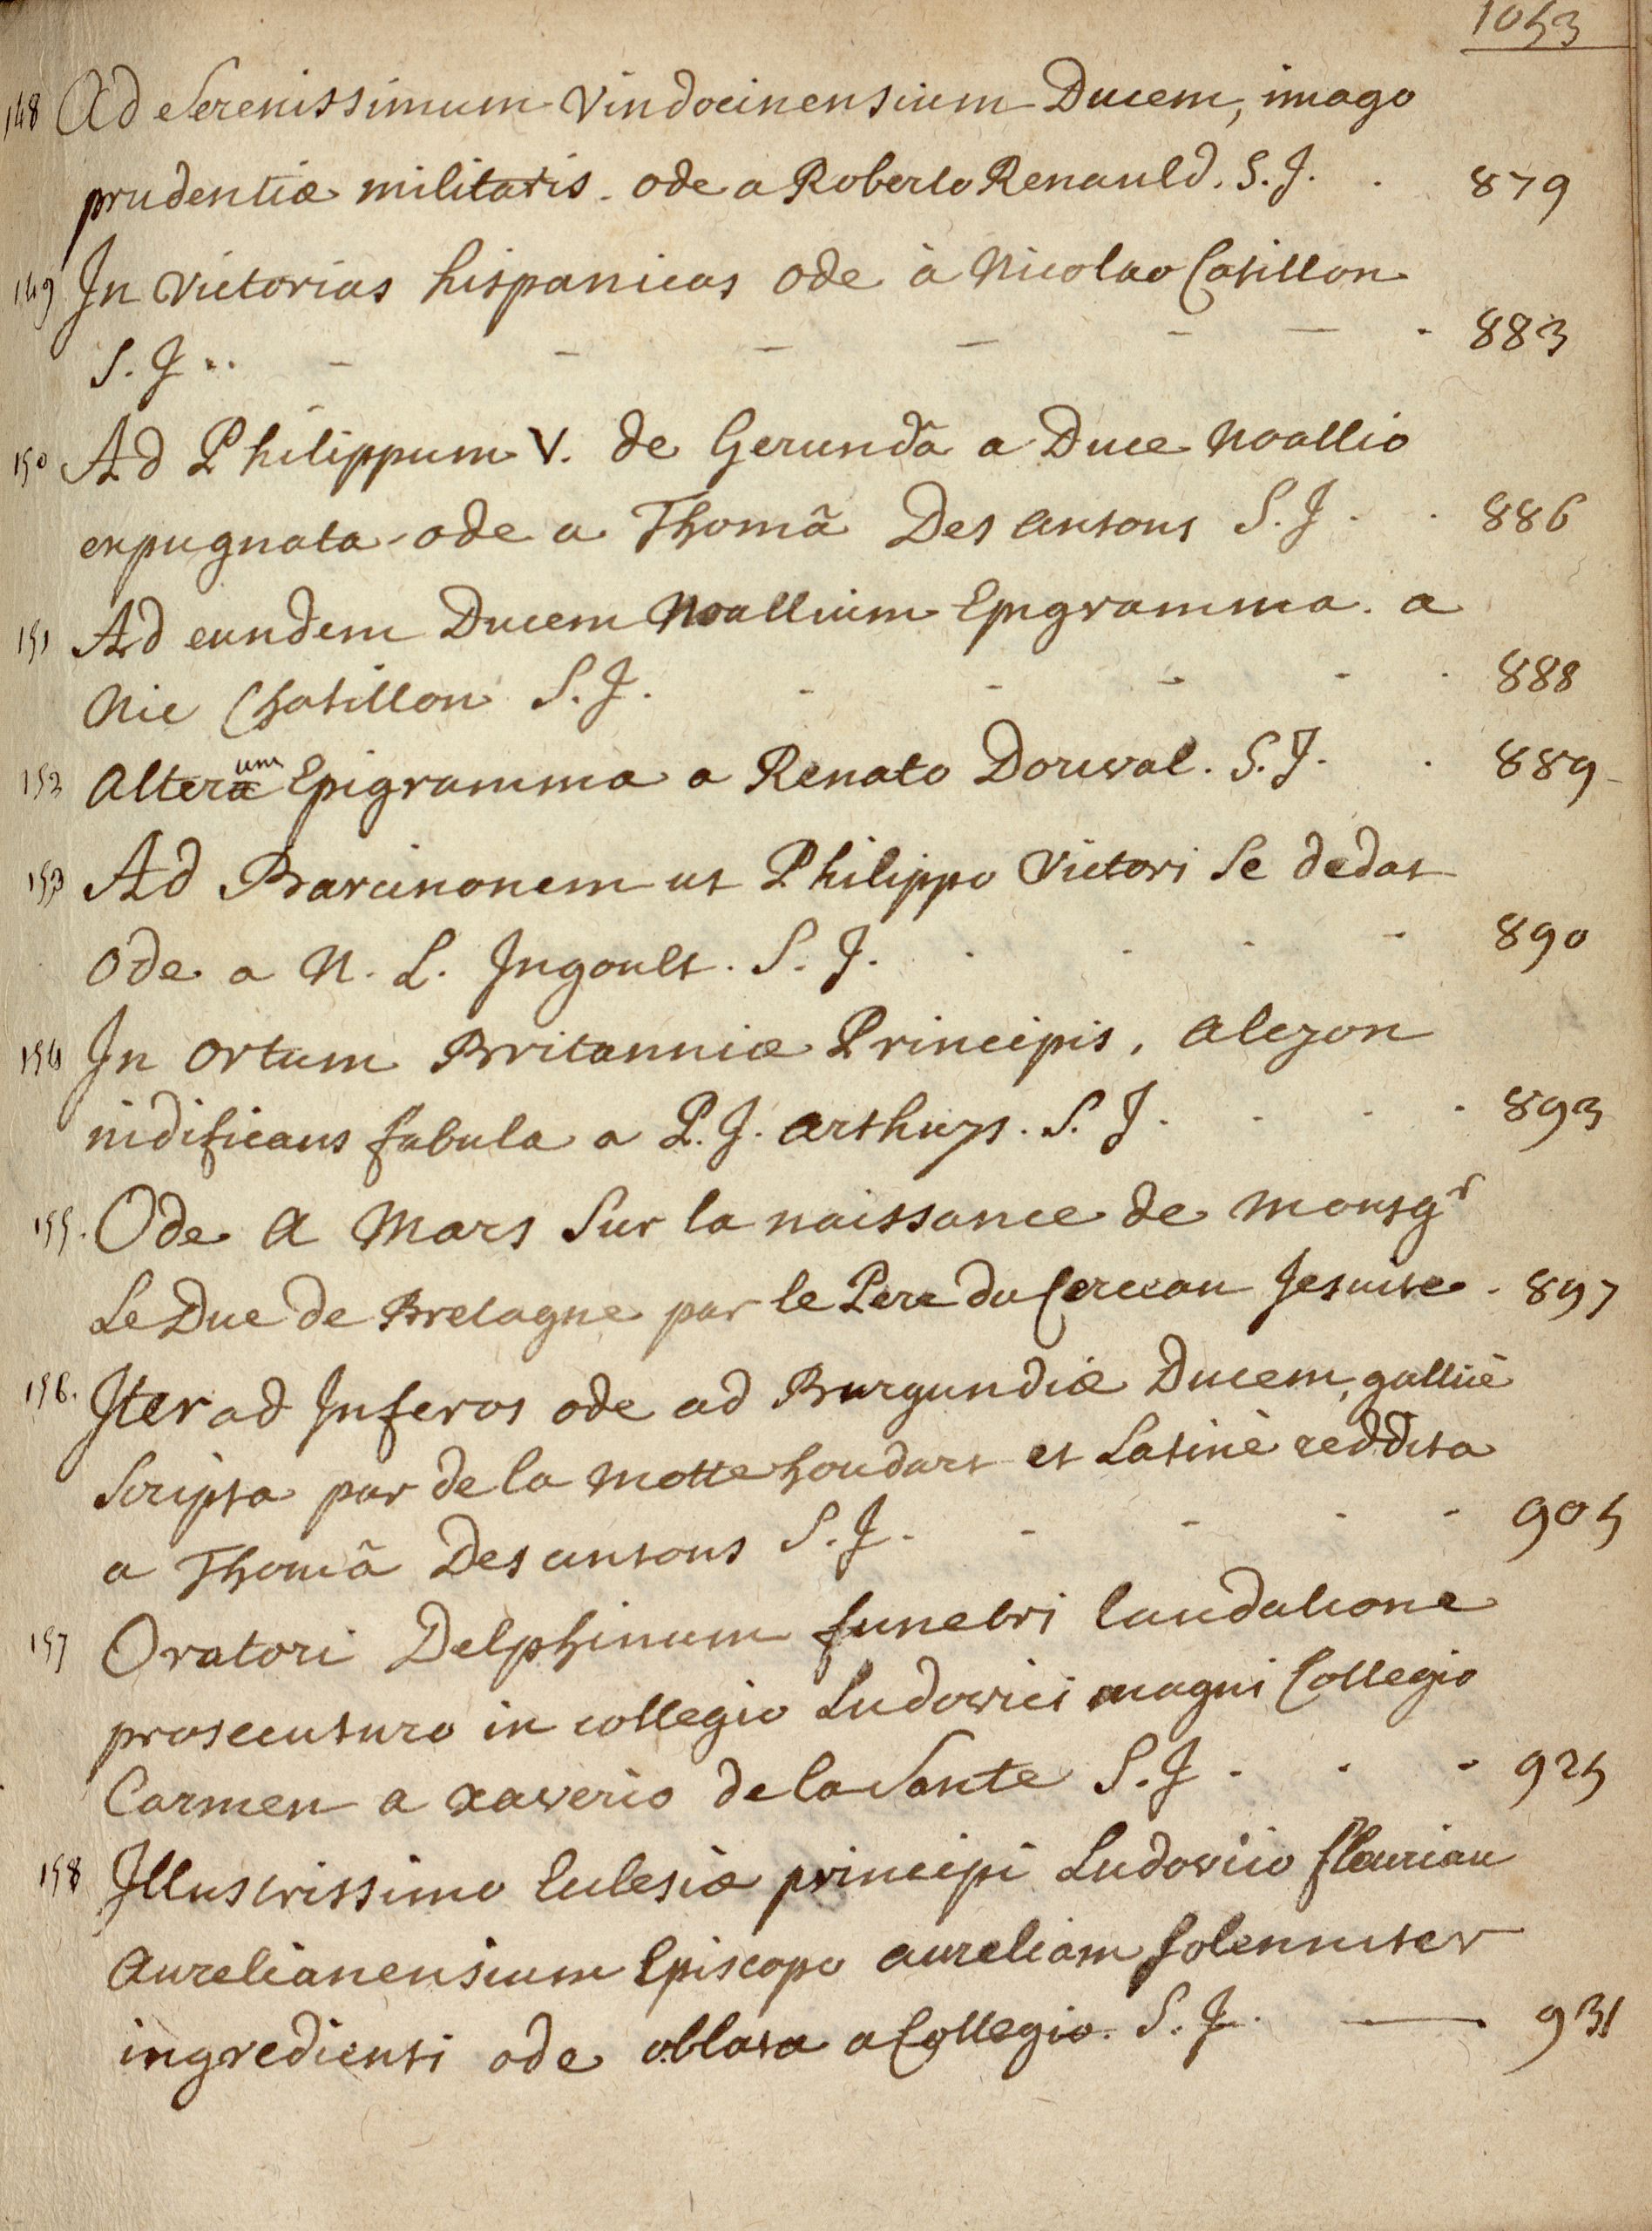 1053
148 Ad Serenissimum Vindocinensium Ducem, imago
prudentiæ militaris. ode a Roberto Renauld. S. J. . 879
149 In victorias hispanicas ode à Nicolao Catillon
S. J .. - - - - - - . 883
150 Ad Philippum V. de Gerundâ a Duce Noallio
expugnata - ode a Thomâ Des antons S. J . . 886
151 Ad eundem Ducem Noallium Epigramma. a
Nic Chatillon S. J. - - - - . 888
152 Alterum Epigramma a Renato Dorival. S. J. . 889
153 Ad Barcinonem ut Philippo victori se dedat
Ode a N. L. Ingoult. S. J. . . . - 890
154 In ortum Britanniæ Principis, alcyon
nidificans fabula a P. J. arthuys. S. J. . . . 893
155. Ode A Mars sur la naissance de Monsgr
Le Duc de Bretagne par le Pere du Cerceau Jesuite . 897
156. Iter ad Inferos ode ad Burgundiæ Ducem, gallicè
Scripta par de la Motte houdart et Latinè reddita
a Thomâ Des antons S. J. - - - - 905
157 Oratori Delphinum funebri laudatione
prosecuturo in collegio Ludovici magni Collegio
Carmen a Xaverio de la Sante S. J . . - 925
158 Illustrissimo Eclesiæ principi Ludovico fleuriau
Aurelianensium Episcopo aureliam solenniter
ingredienti ode oblata a Collegio. S. J. — 931